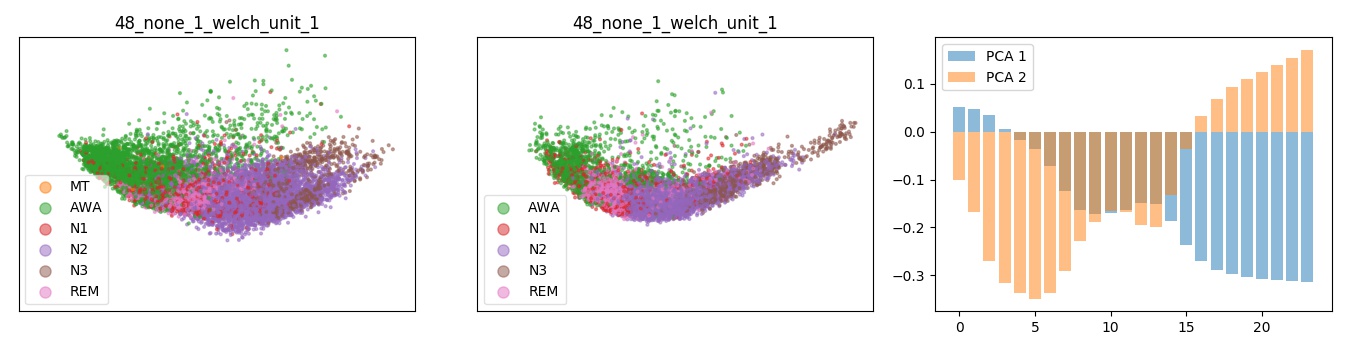 48_none_1_welch_unit_1
MT
AWA
N1
N2
N3
REM
48_none_1_welch_unit_1
AWA
N1
N2
N3
REM
PCA 1
PCA 2
0.1
0.0
−0.1
−0.2
−0.3
0 5 10 15 20